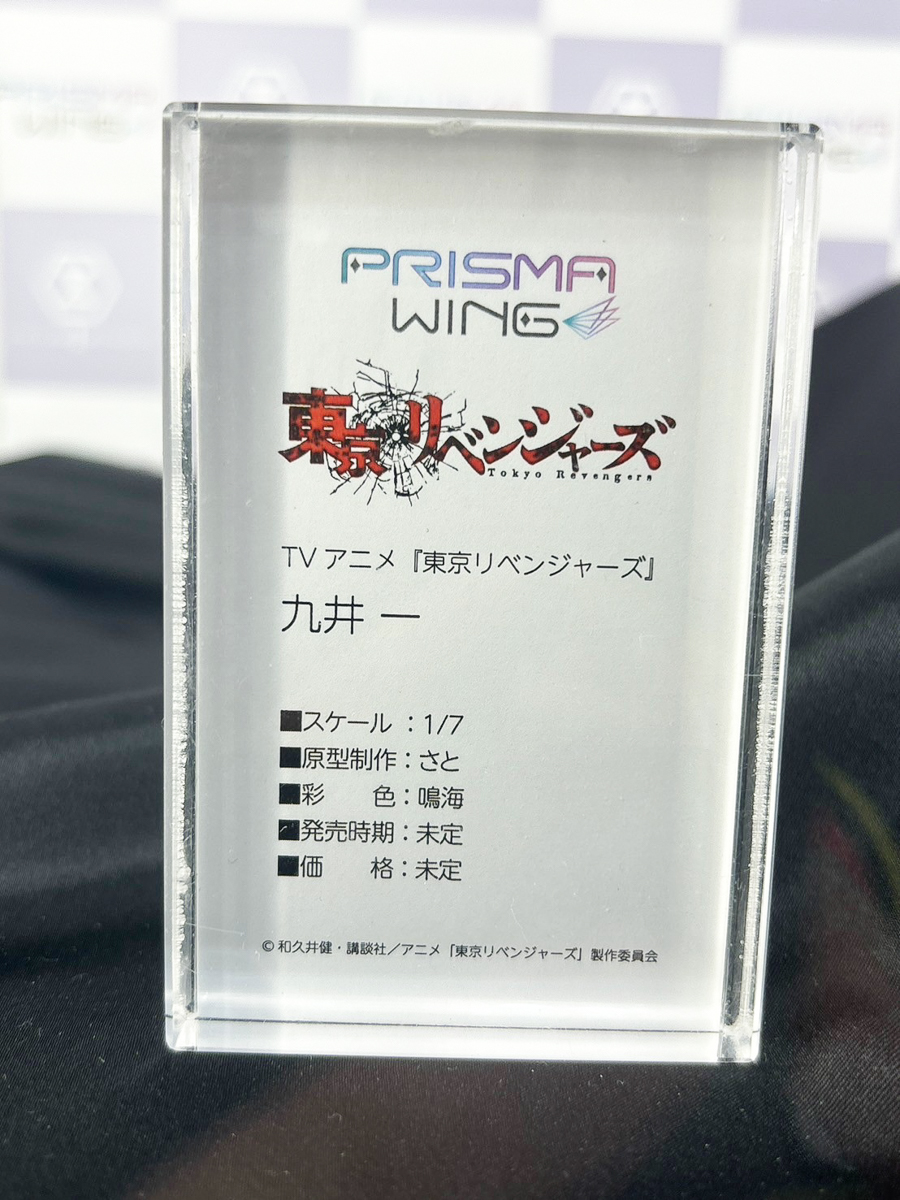 PRISMA
WING
東京リベンジャーズ
Tokyo Revengers
TV アニメ『東京リベンジャーズ』
九井 一
■スケール ：1/7
■原型制作：さと
■彩　　色：鳴海
■発売時期：未定
■価　　格：未定
© 和久井健・講談社／アニメ「東京リベンジャーズ」製作委員会